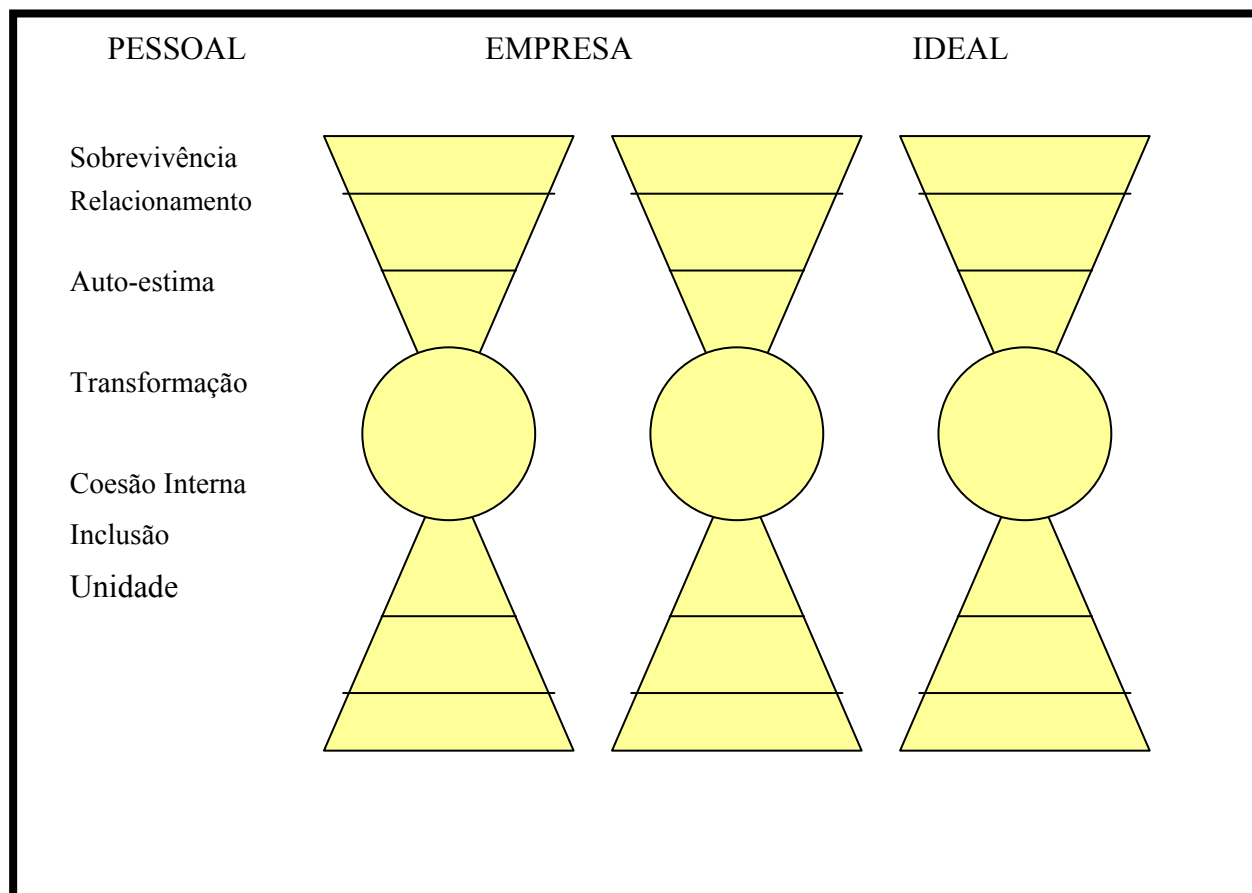 PESSOAL EMPRESA IDEAL
Sobrevivência
Relacionamento
Auto-estima
Transformação
Coesão Interna
Inclusão
Unidade